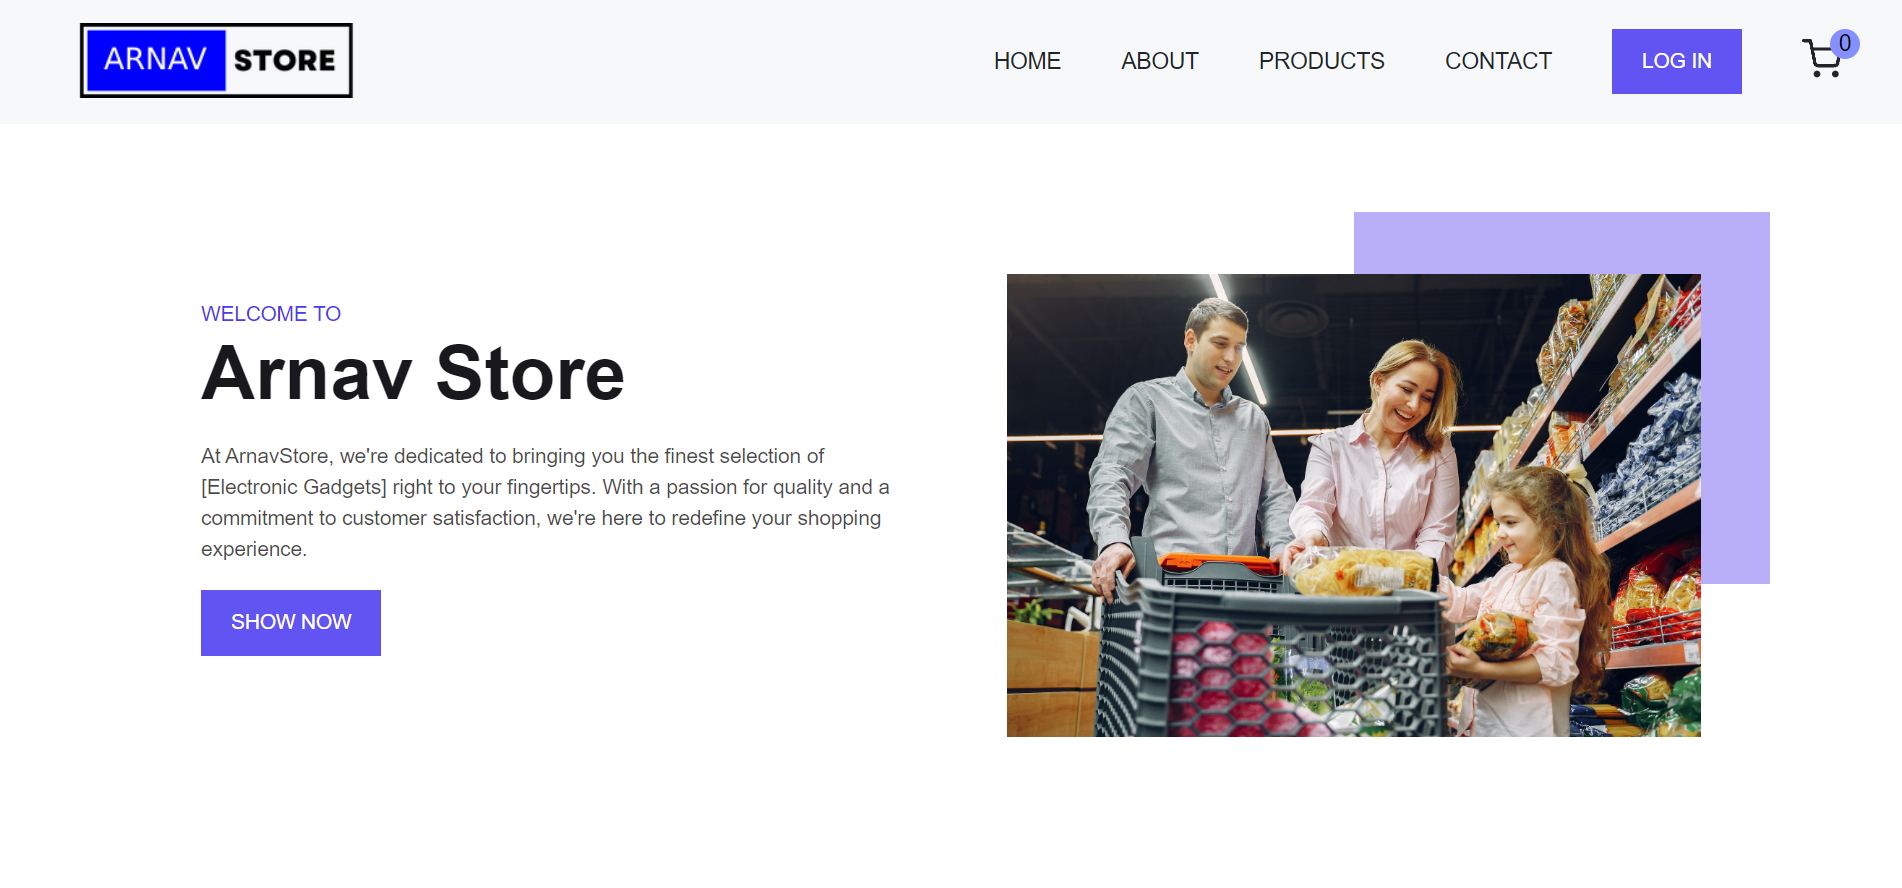 ARNAV STORE
HOME ABOUT PRODUCTS CONTACT LOG IN 0
WELCOME TO
Arnav Store
At ArnavStore, we're dedicated to bringing you the finest selection of
[Electronic Gadgets] right to your fingertips. With a passion for quality and a
commitment to customer satisfaction, we're here to redefine your shopping
experience.
SHOW NOW